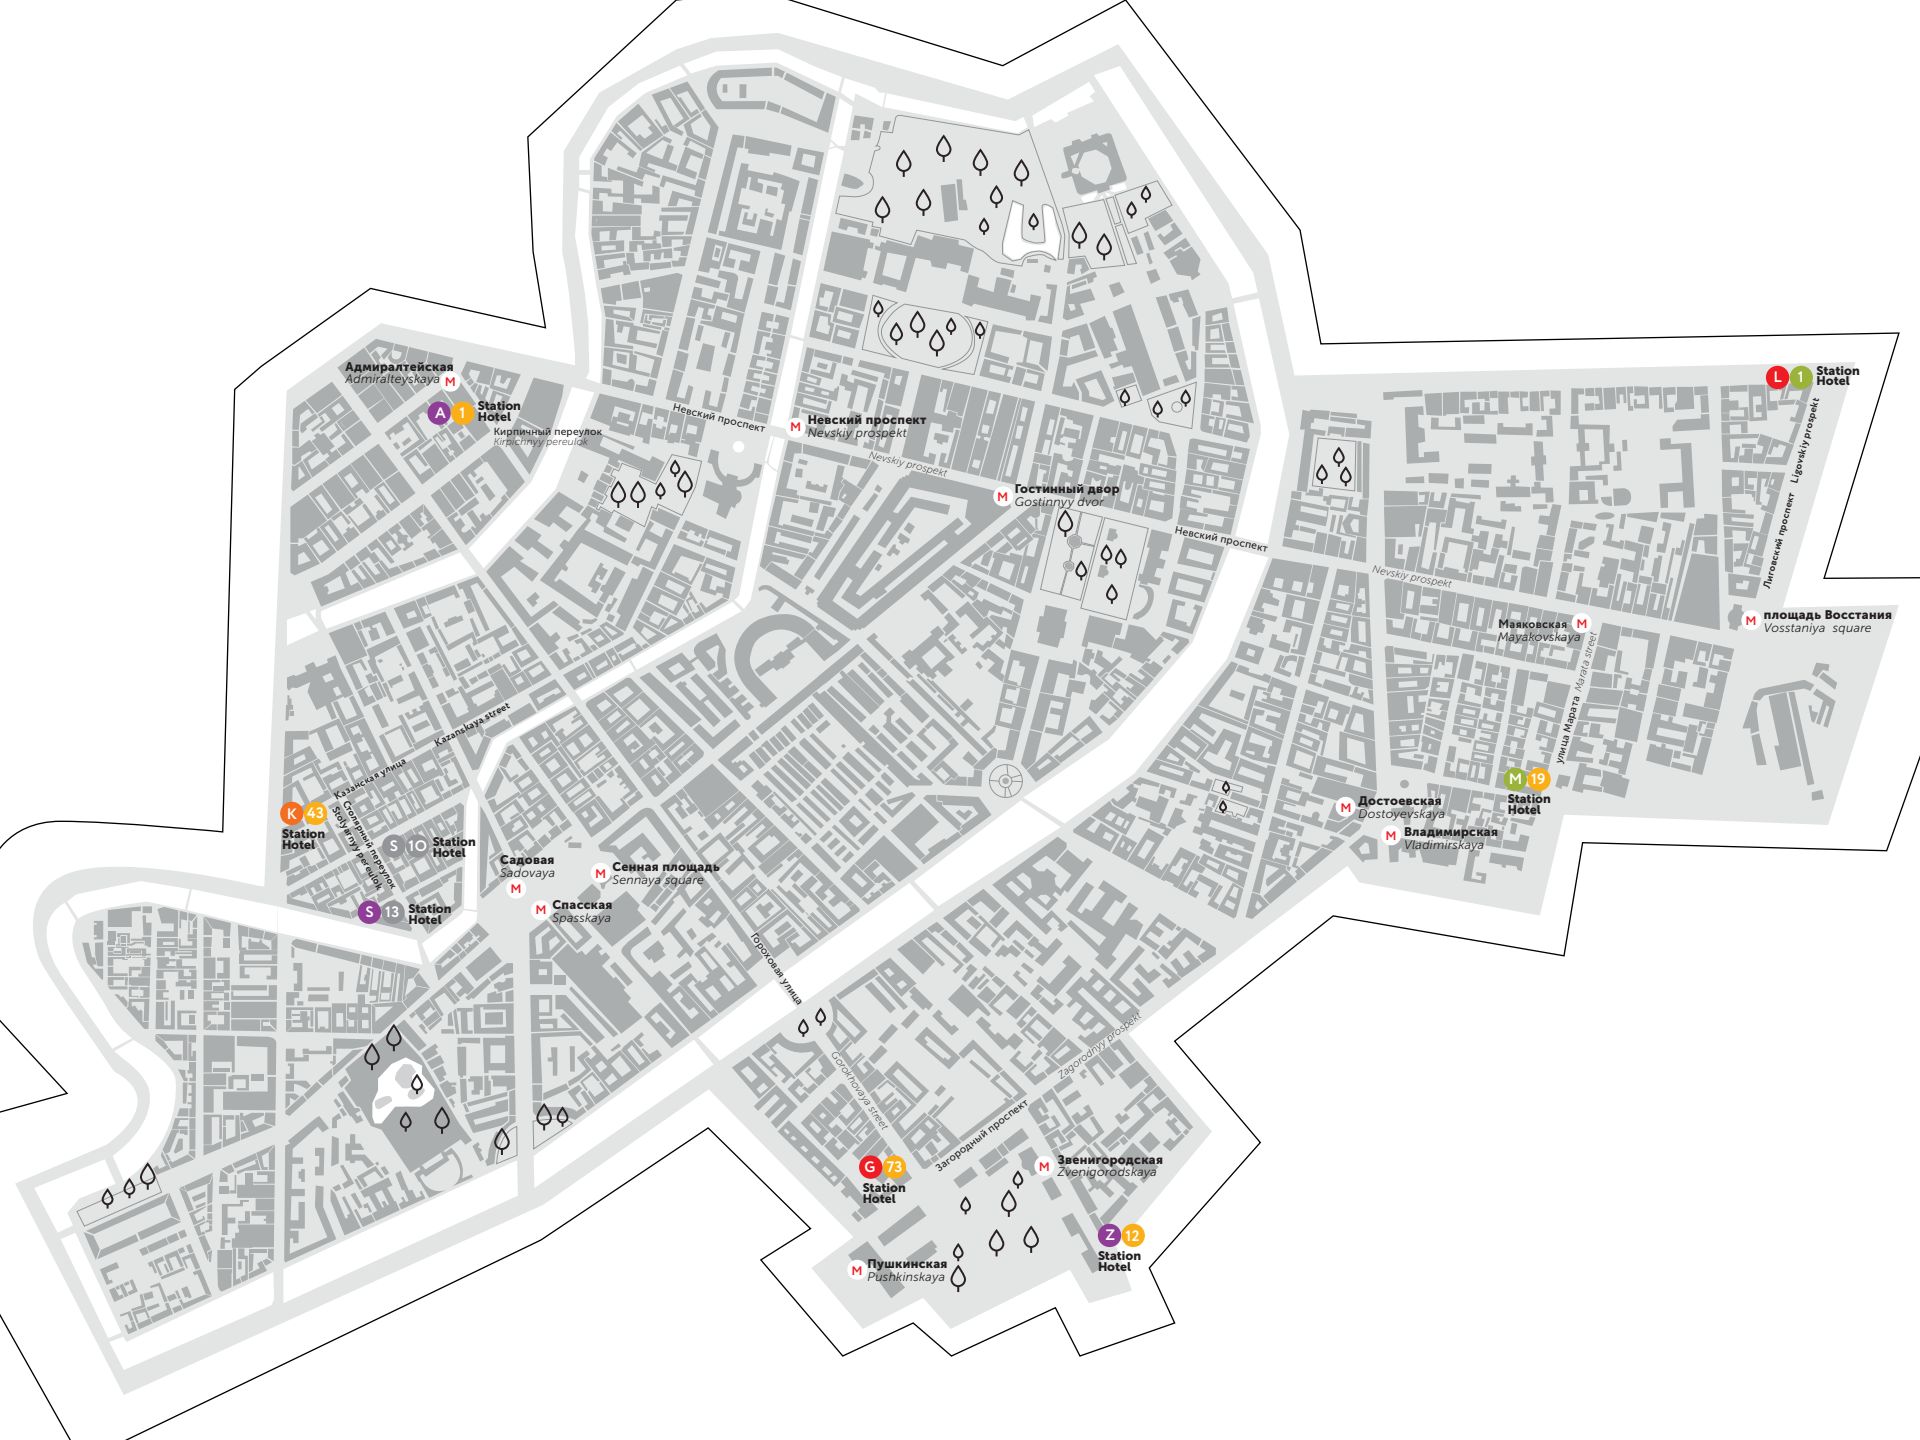 Адмиралтейская
Admiralteyskaya
M
A 1 Station
Hotel
Кирпичный переулок
Kirpichnyy pereulok
Невский проспект
M Невский проспект
Nevskiy prospekt
Nevskiy prospekt
M Гостинный двор
Gostinnyy dvor
Невский проспект
Nevskiy prospekt
L 1 Station
Hotel
Лиговский проспект Ligovskiy prospekt
M площадь Восстания
Vosstaniya square
Маяковская M
Mayakovskaya
улица Марата Marata street
M 19
Station
Hotel
M Достоевская
Dostoyevskaya
M Владимирская
Vladimirskaya
Казанская улица Kazanskaya street
K 43
Station
Hotel
Столярный переулок
Stolyarnyy pereulok
S 10 Station
Hotel
S 13 Station
Hotel
Садовая
Sadovaya
M
M Сенная площадь
Sennaya square
M Спасская
Spasskaya
Гороховая улица
Gorokhovaya street
Загородный проспект
Zagorodnyy prospekt
G 73
Station
Hotel
M Звенигородская
Zvenigorodskaya
Z 12
Station
Hotel
M Пушкинская
Pushkinskaya